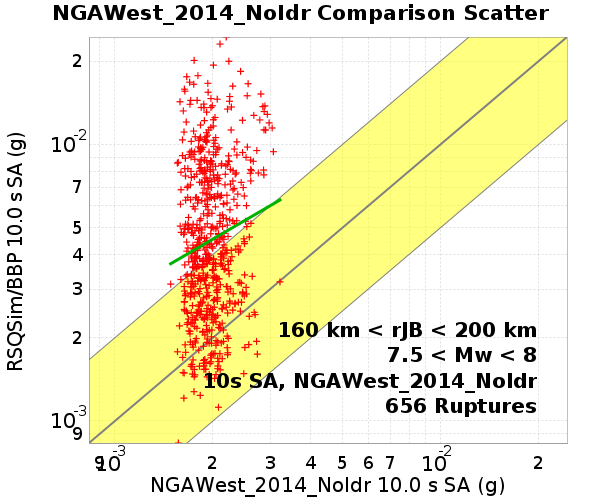 NGAWest_2014_NoIdr Comparison Scatter
RSQSim/BBP 10.0 s SA (g)
2
10-2
7
5
4
3
2
10-3
9
160 km < rJB < 200 km
7.5 < Mw < 8
10s SA, NGAWest_2014_NoIdr
656 Ruptures
9 10-3 2 3 4 5 6 7 10-2 2
NGAWest_2014_NoIdr 10.0 s SA (g)